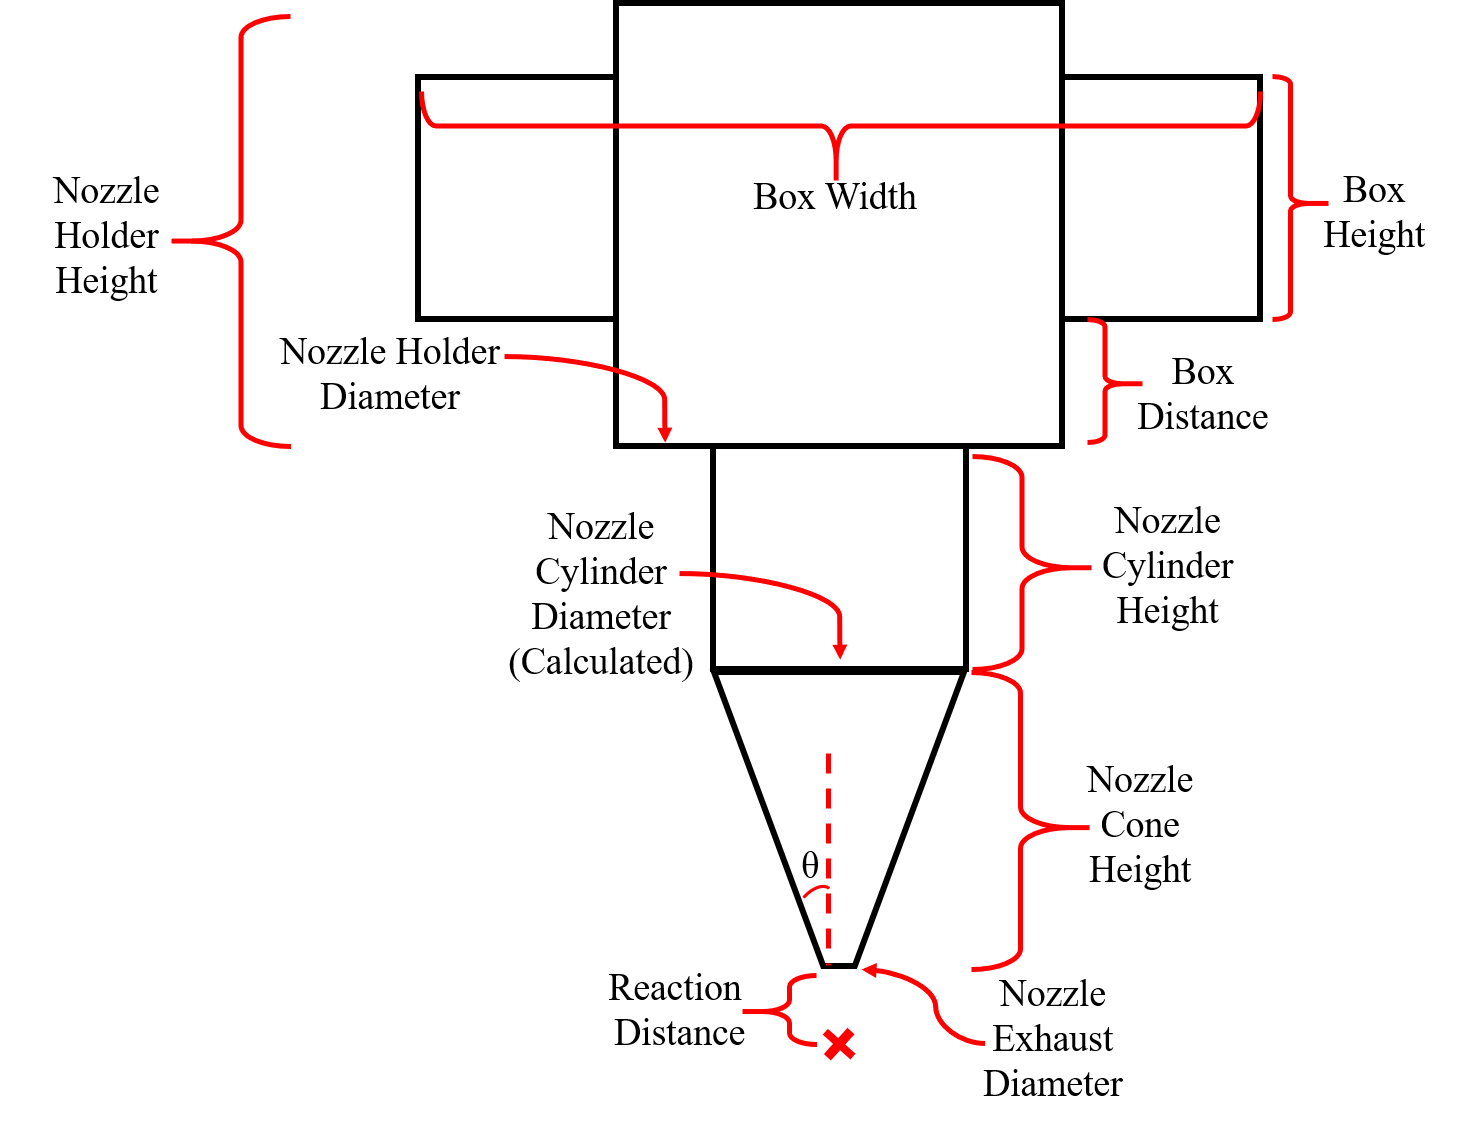 Nozzle
Holder
Height
Box Width
Box
Height
Nozzle Holder
Diameter
Box
Distance
Nozzle
Cylinder
Diameter
(Calculated)
Nozzle
Cylinder
Height
Nozzle
Cone
Height
θ
Reaction
Distance
Nozzle
Exhaust
Diameter